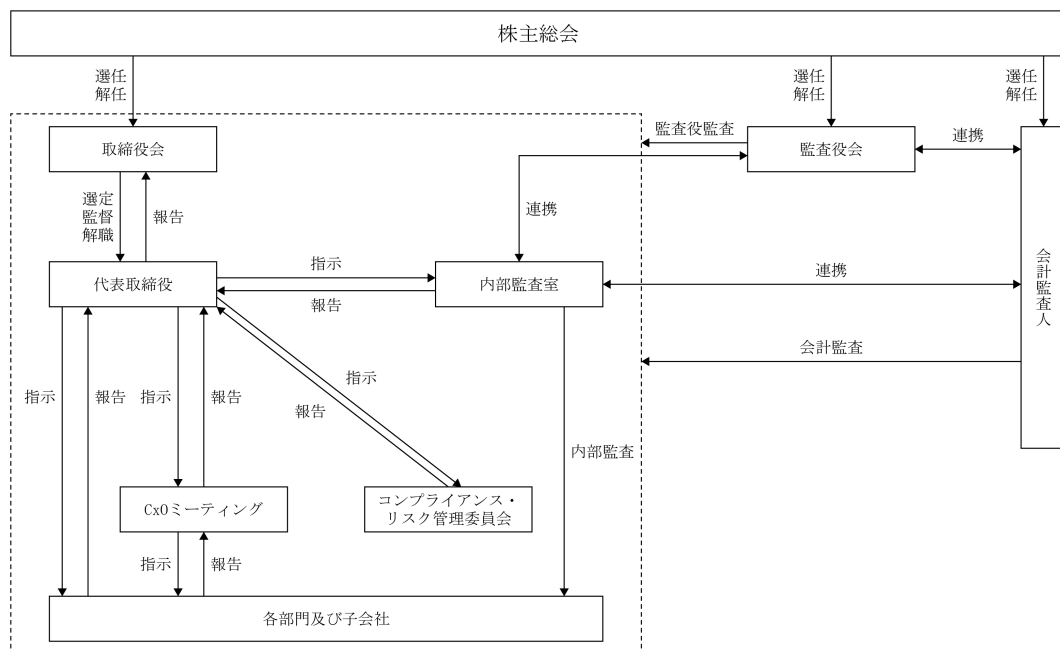 株主総会
選任
解任
選任
解任
選任
解任
取締役会
監査役監査
監査役会
連携
選定
監督
解職
報告
連携
代表取締役
指示
報告
内部監査室
連携
会計監査人
会計監査
指示
報告
指示
報告
指示
報告
内部監査
CxOミーティング
コンプライアンス・
リスク管理委員会
指示
報告
各部門及び子会社